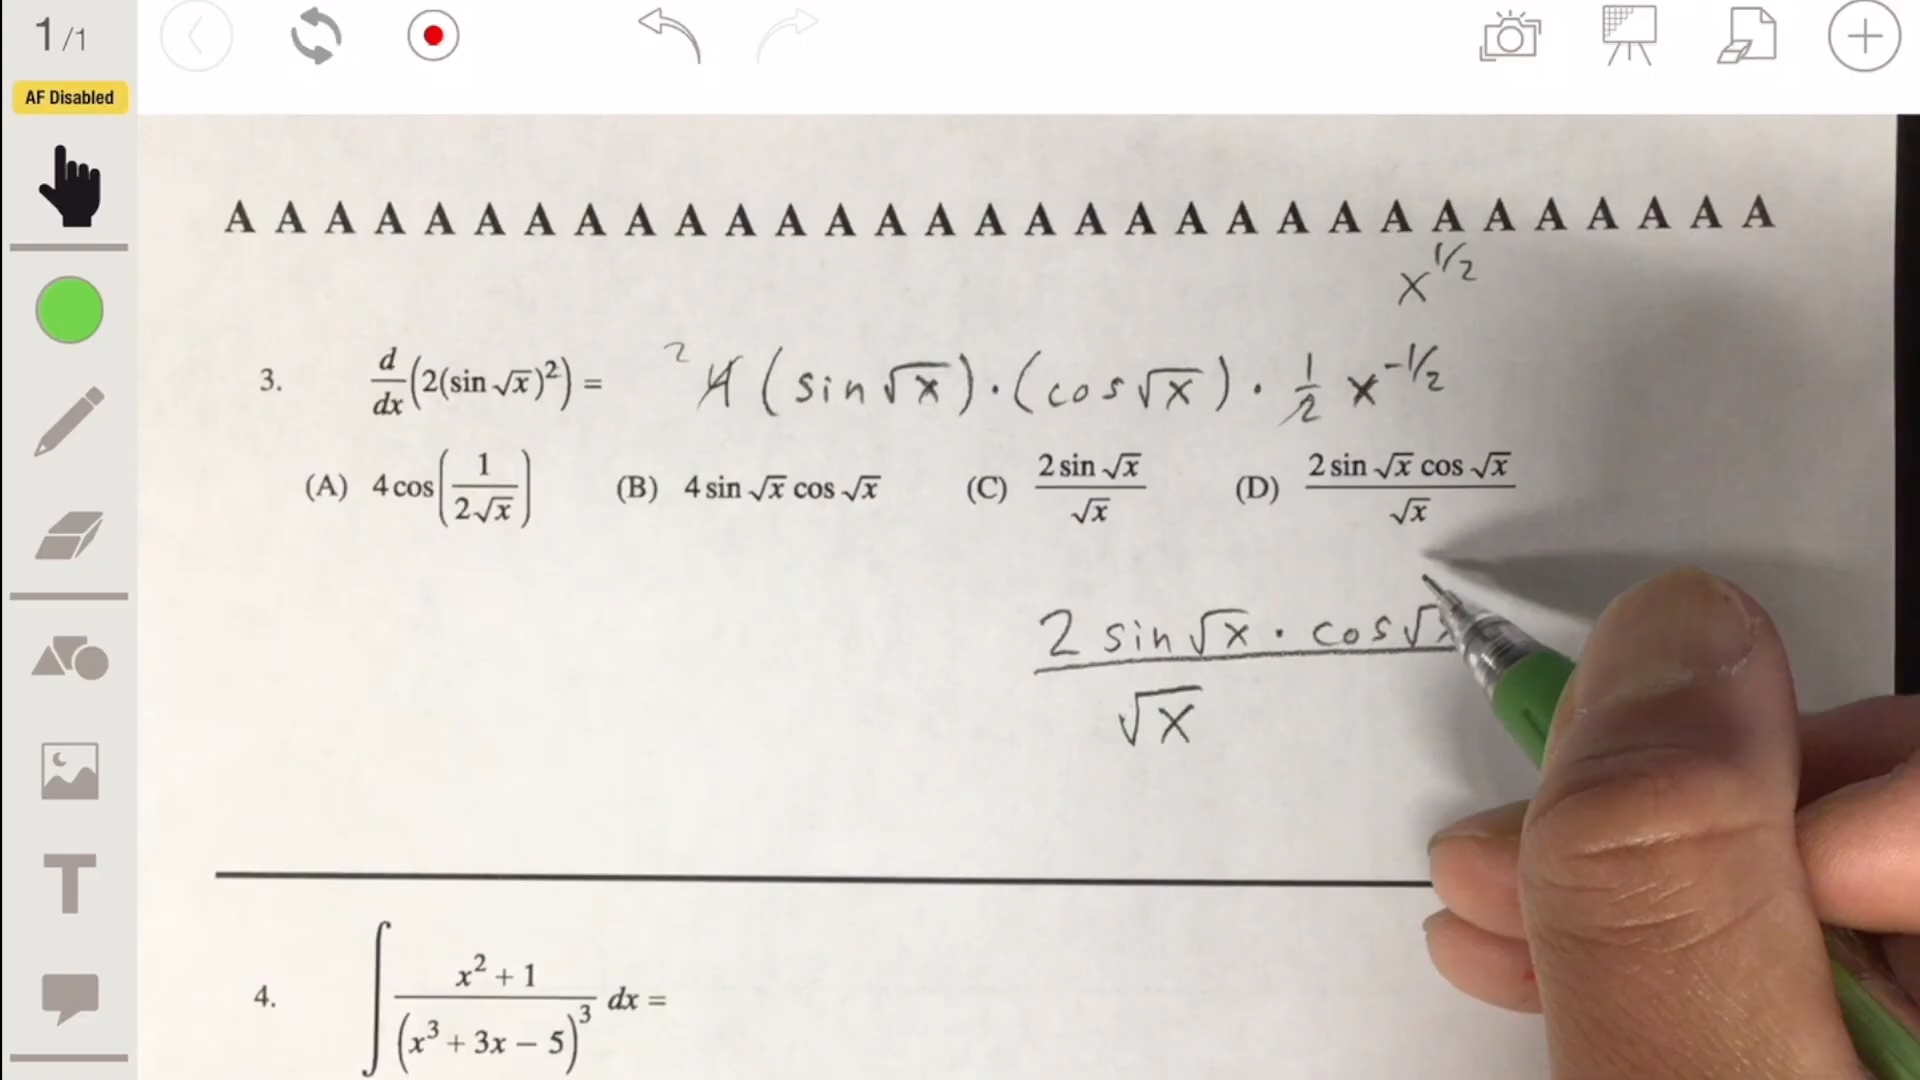 1/1
AF Disabled
A A A A A A A A A A A A A A A A A A A A A A A A A A A A A A A
x^1/2
3. d/dx (2(sin √x)^2) = 2 4 (sin √x) · (cos √x) · 1/2 x^-1/2
(A) 4 cos(1/(2√x)) (B) 4 sin √x cos √x (C) 2 sin √x / √x (D) 2 sin √x cos √x / √x
2 sin √x · cos √x
√x
T
4. ∫ (x^2 + 1)/(x^3 + 3x − 5)^3 dx =